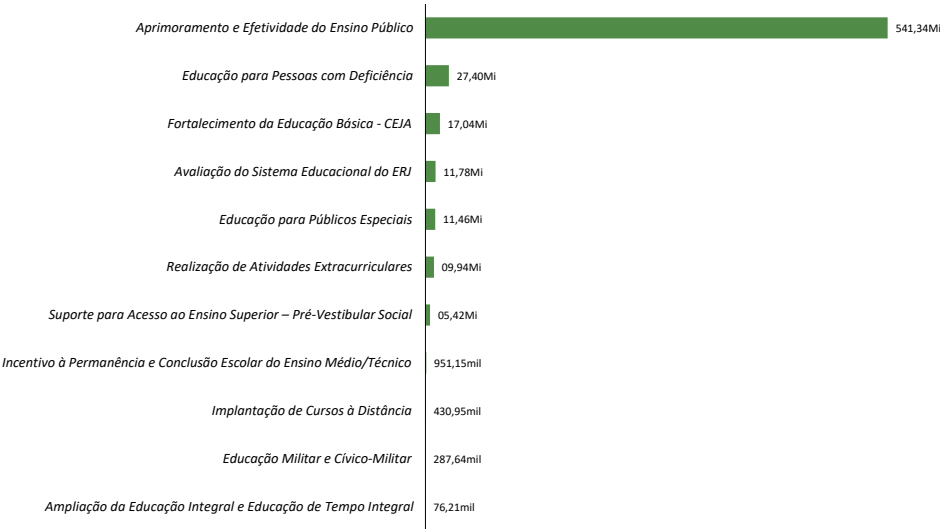 Aprimoramento e Efetividade do Ensino Público 541,34Mi
Educação para Pessoas com Deficiência 27,40Mi
Fortalecimento da Educação Básica - CEJA 17,04Mi
Avaliação do Sistema Educacional do ERJ 11,78Mi
Educação para Públicos Especiais 11,46Mi
Realização de Atividades Extracurriculares 09,94Mi
Suporte para Acesso ao Ensino Superior – Pré-Vestibular Social 05,42Mi
Incentivo à Permanência e Conclusão Escolar do Ensino Médio/Técnico 951,15mil
Implantação de Cursos à Distância 430,95mil
Educação Militar e Cívico-Militar 287,64mil
Ampliação da Educação Integral e Educação de Tempo Integral 76,21mil